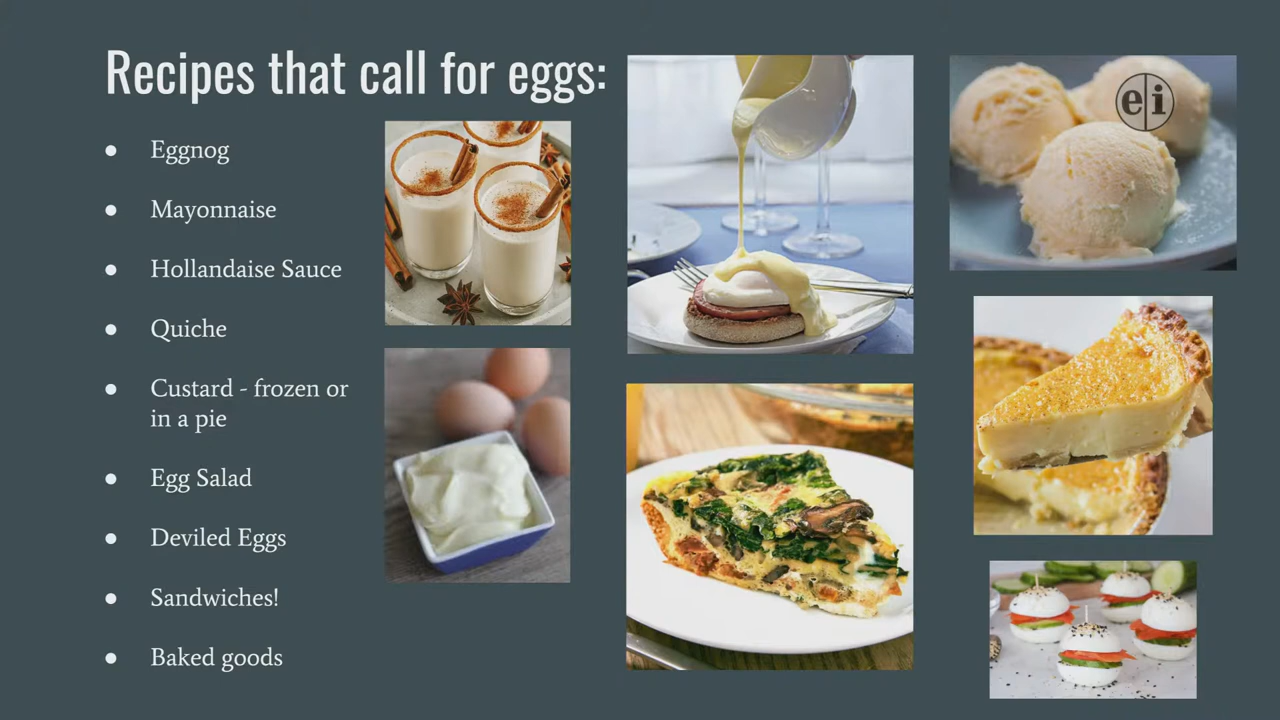 Recipes that call for eggs:
● Eggnog
● Mayonnaise
● Hollandaise Sauce
● Quiche
● Custard - frozen or
in a pie
● Egg Salad
● Deviled Eggs
● Sandwiches!
● Baked goods
e|i